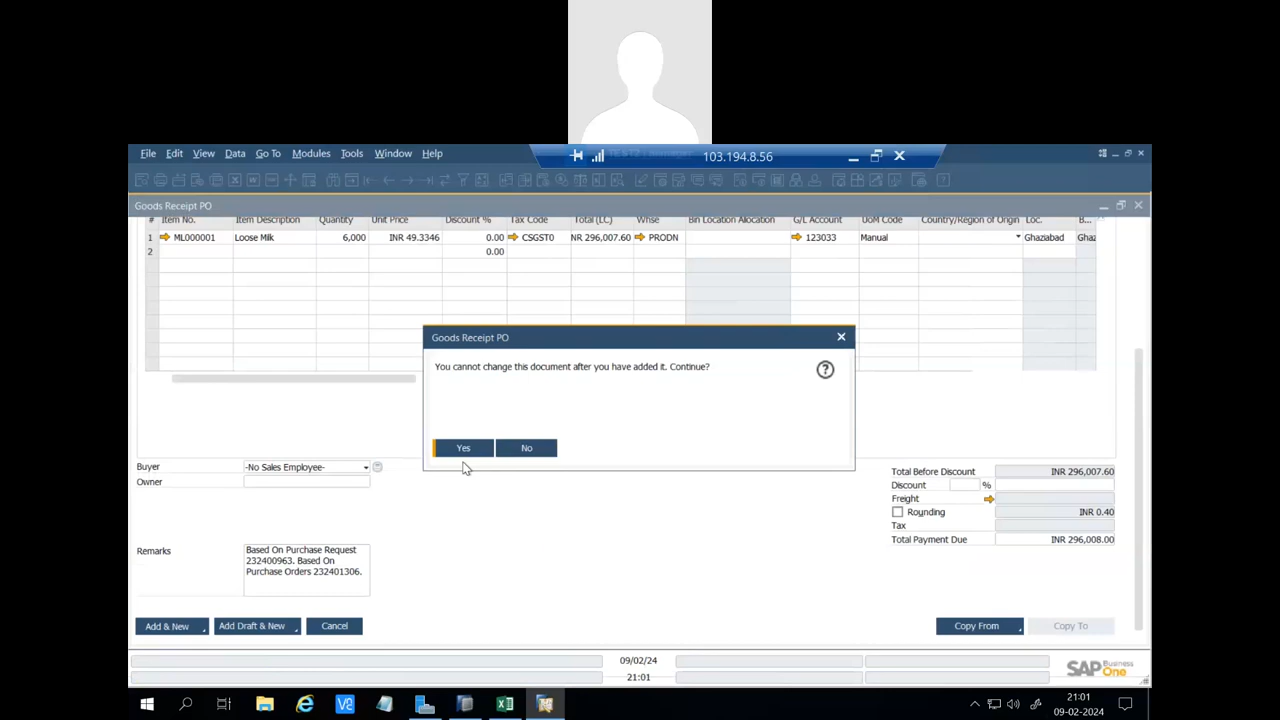 File Edit View Data Go To Modules Tools Window Help
103.194.8.56
Goods Receipt PO
# Item No. Item Description Quantity Unit Price Discount % Tax Code Total (LC) Whse Bin Location Allocation G/L Account UoM Code Country/Region of Origin Loc. B...
1 ML000001 Loose Milk 6,000 INR 49.3346 0.00 CSGST0 NR 296,007.60 PRODN 123033 Manual Ghaziabad Ghaz
2 0.00
Goods Receipt PO
You cannot change this document after you have added it. Continue?
Yes No
Buyer -No Sales Employee-
Owner
Total Before Discount INR 296,007.60
Discount %
Freight
Rounding INR 0.40
Tax
Total Payment Due INR 296,008.00
Remarks
Based On Purchase Request
232400963. Based On
Purchase Orders 232401306.
Add & New Add Draft & New Cancel Copy From Copy To
09/02/24
21:01
SAP Business One
21:01
09-02-2024